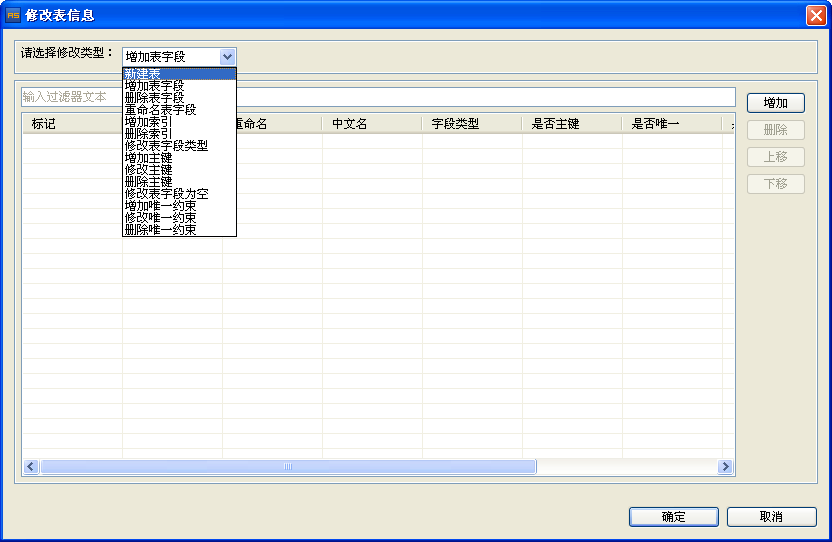 修改表信息
请选择修改类型：
增加表字段
新建表
增加表字段
删除表字段
重命名表字段
增加索引
删除索引
修改表字段类型
增加主键
修改主键
删除主键
修改表字段为空
增加唯一约束
修改唯一约束
删除唯一约束
输入过滤器文本
标记 重命名 中文名 字段类型 是否主键 是否唯一
增加
删除
上移
下移
确定 取消